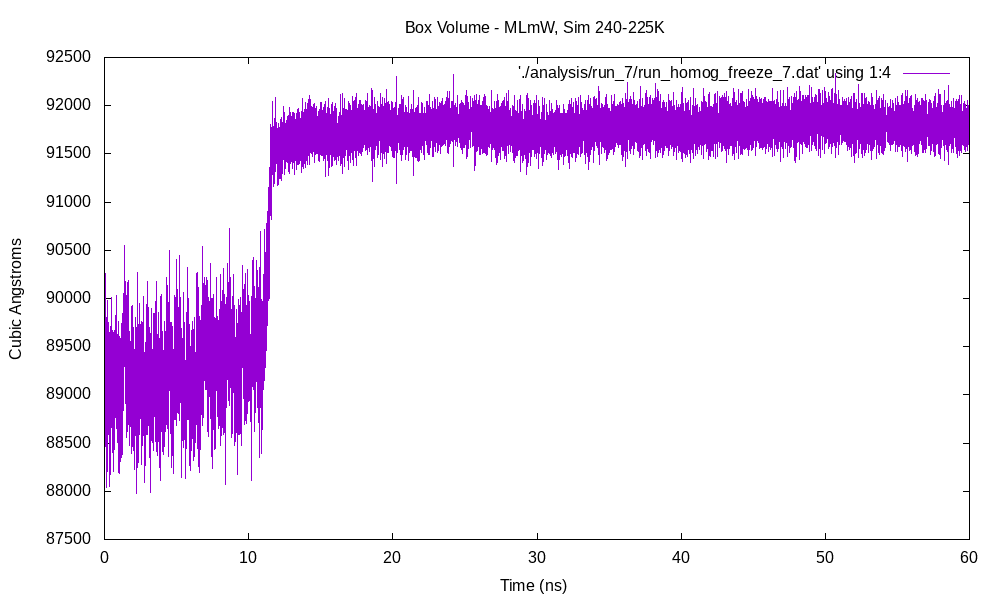 Box Volume - MLmW, Sim 240-225K
'./analysis/run_7/run_homog_freeze_7.dat' using 1:4
92500
92000
91500
91000
90500
90000
89500
89000
88500
88000
87500
Cubic Angstroms
0 10 20 30 40 50 60
Time (ns)